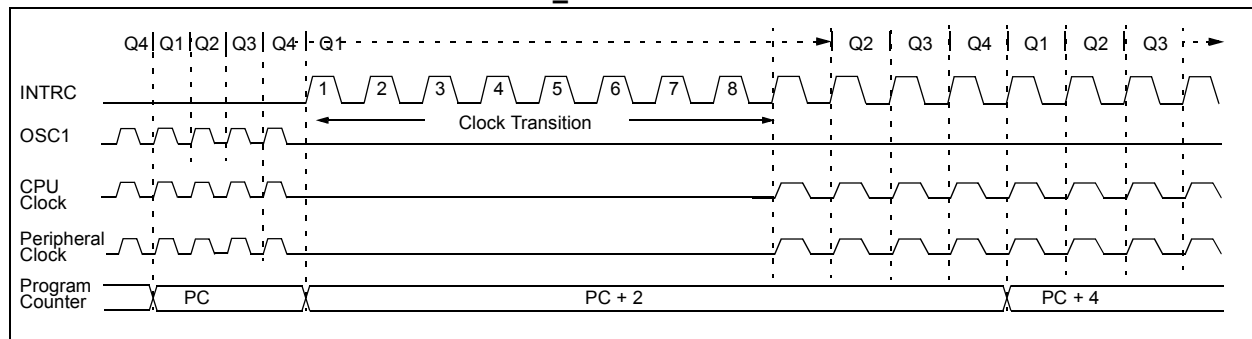 Q4 Q1 Q2 Q3 Q4 Q1 Q2 Q3 Q4 Q1 Q2 Q3
INTRC 1 2 3 4 5 6 7 8
Clock Transition
OSC1
CPU
Clock
Peripheral
Clock
Program
Counter
PC PC + 2 PC + 4